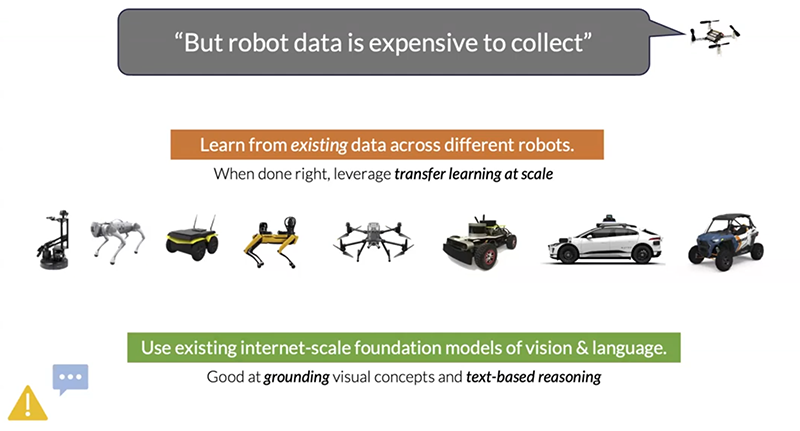 “But robot data is expensive to collect”
Learn from existing data across different robots.
When done right, leverage transfer learning at scale
Use existing internet-scale foundation models of vision & language.
Good at grounding visual concepts and text-based reasoning